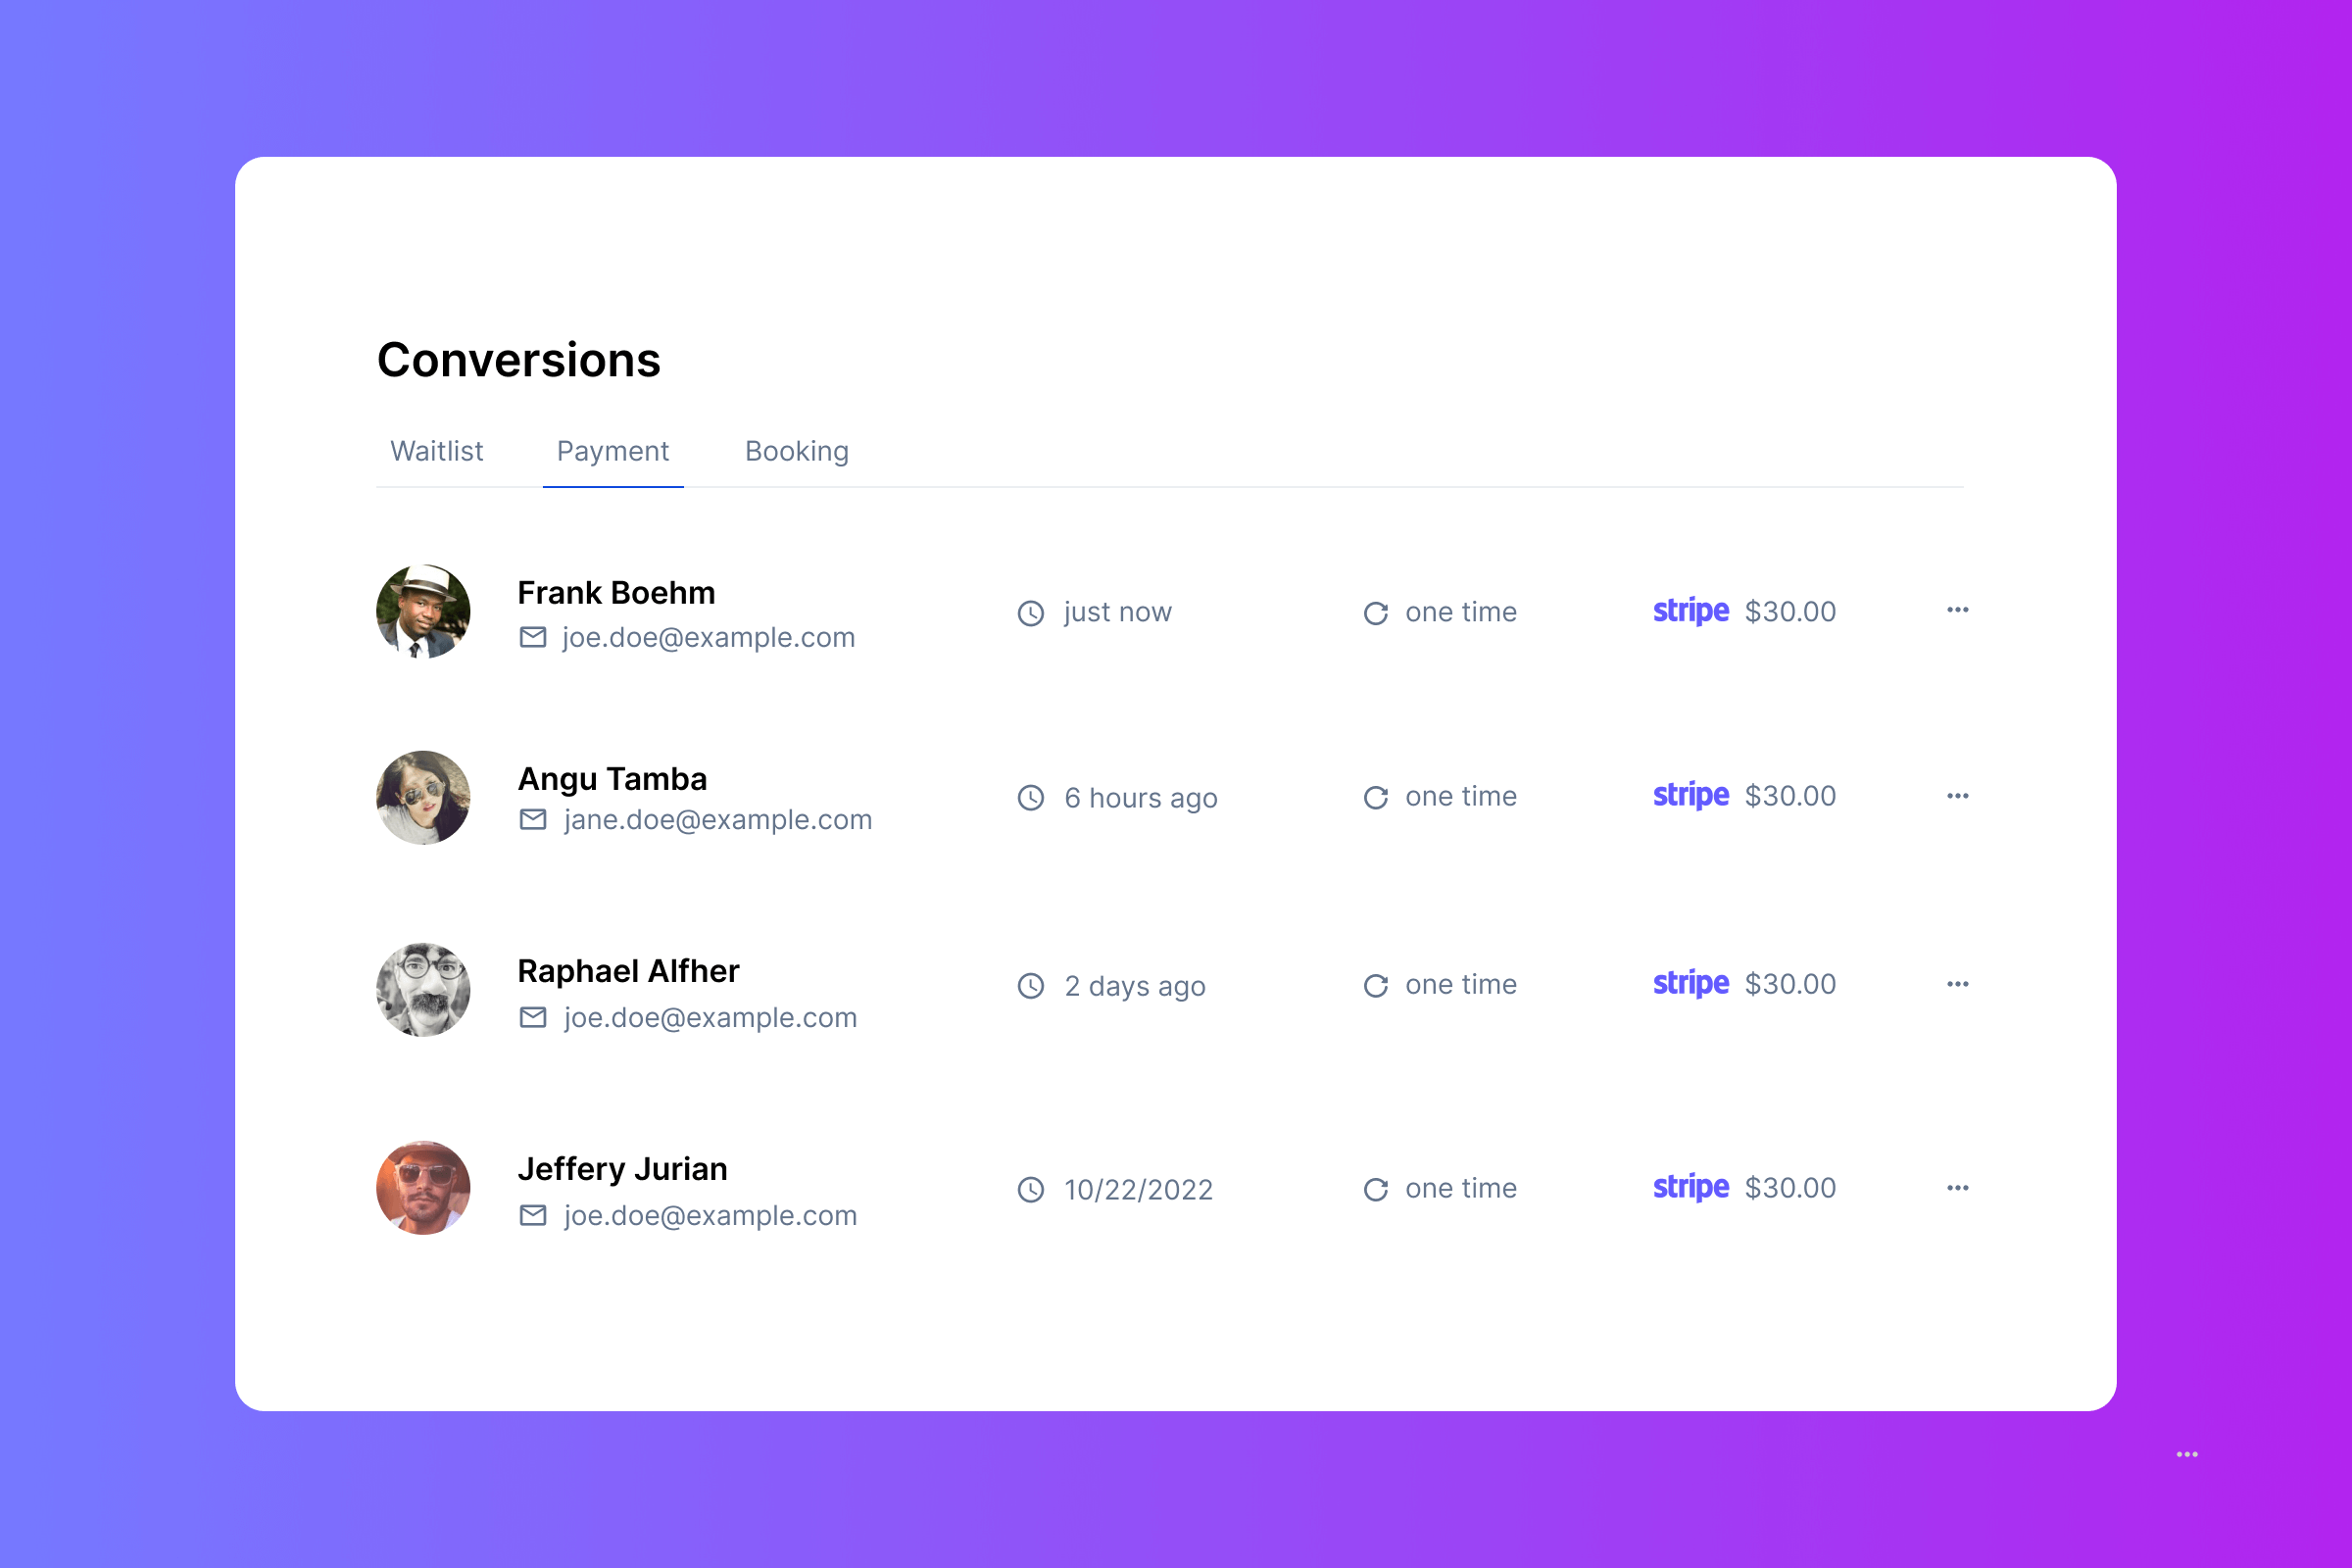 Conversions
Waitlist Payment Booking
Frank Boehm
joe.doe@example.com
just now
one time
stripe $30.00
Angu Tamba
jane.doe@example.com
6 hours ago
one time
stripe $30.00
Raphael Alfher
joe.doe@example.com
2 days ago
one time
stripe $30.00
Jeffery Jurian
joe.doe@example.com
10/22/2022
one time
stripe $30.00